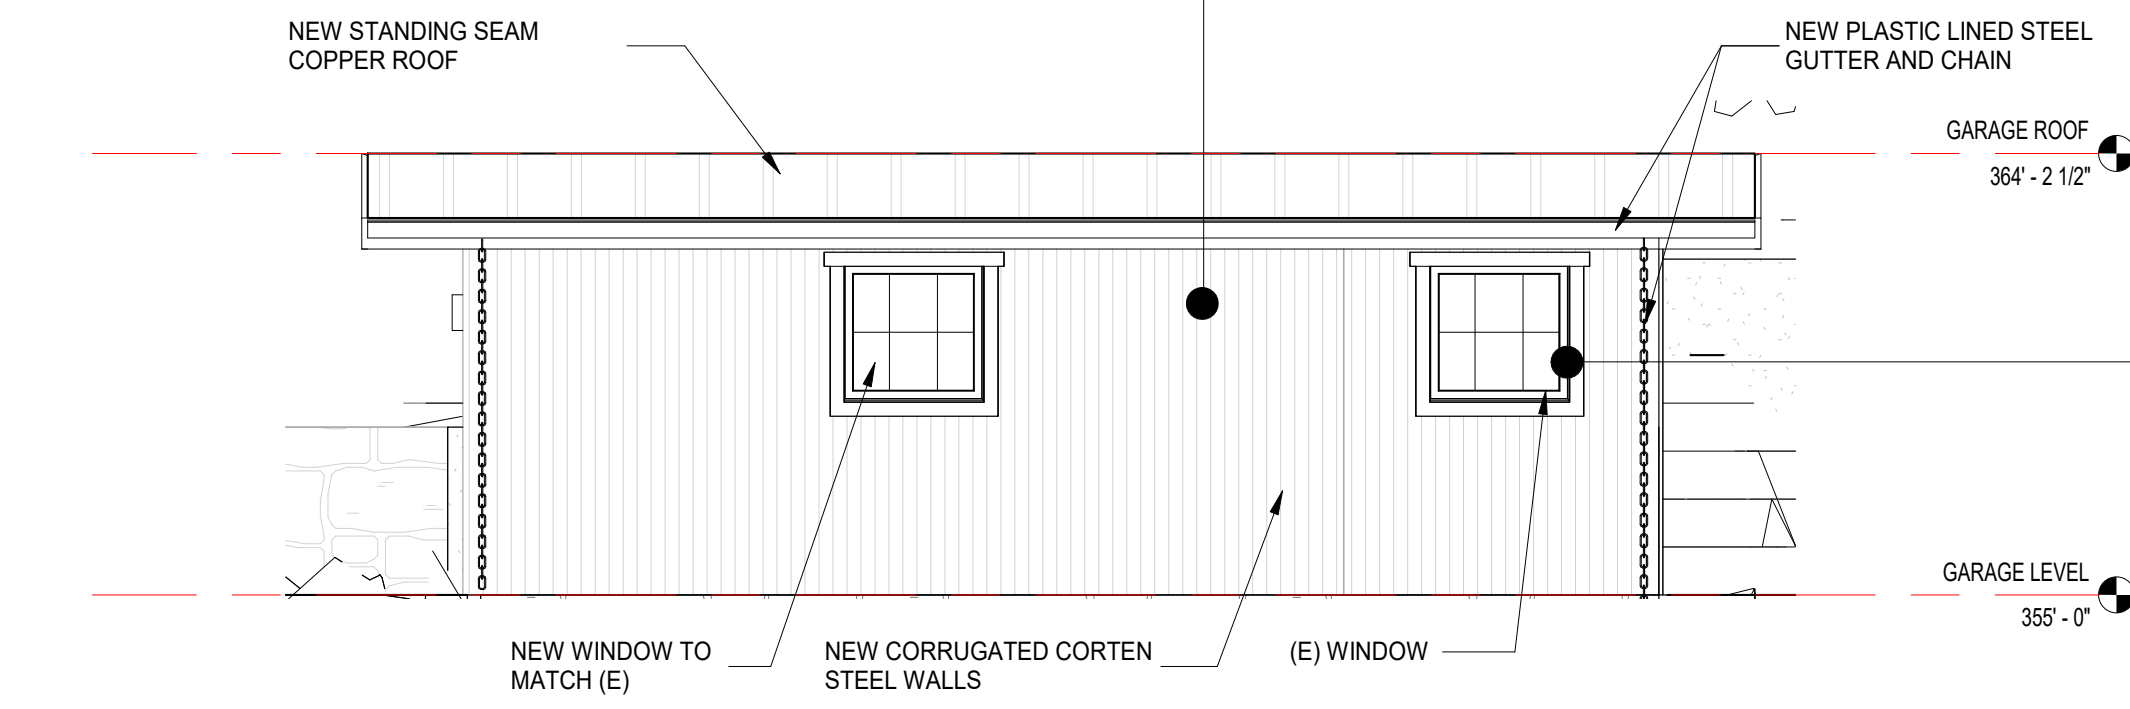 NEW STANDING SEAM
COPPER ROOF
NEW PLASTIC LINED STEEL
GUTTER AND CHAIN
GARAGE ROOF
364' - 2 1/2"
GARAGE LEVEL
355' - 0"
NEW WINDOW TO
MATCH (E)
NEW CORRUGATED CORTEN
STEEL WALLS
(E) WINDOW